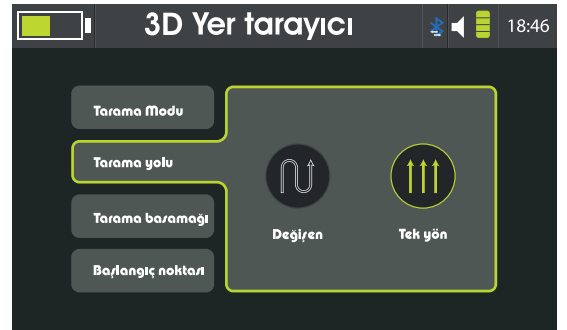 3D Yer tarayıcı
18:46
Tarama Modu
Tarama yolu
Tarama basamağı
Başlangıç noktası
Değişen
Tek yön